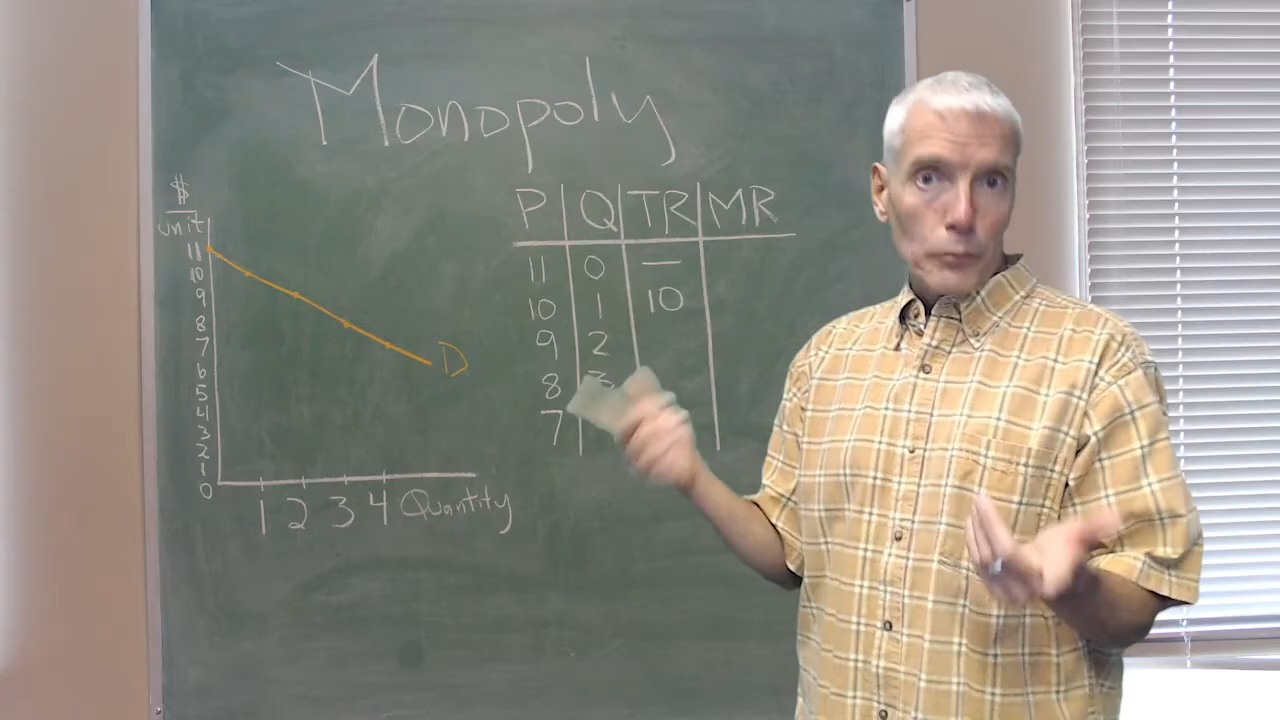 Monopoly
$
unit
11
10
9
8
7
6
5
4
3
2
1
0
1 2 3 4 Quantity
D
P Q TR MR
11 0 —
10 1 10
9 2
8 3
7